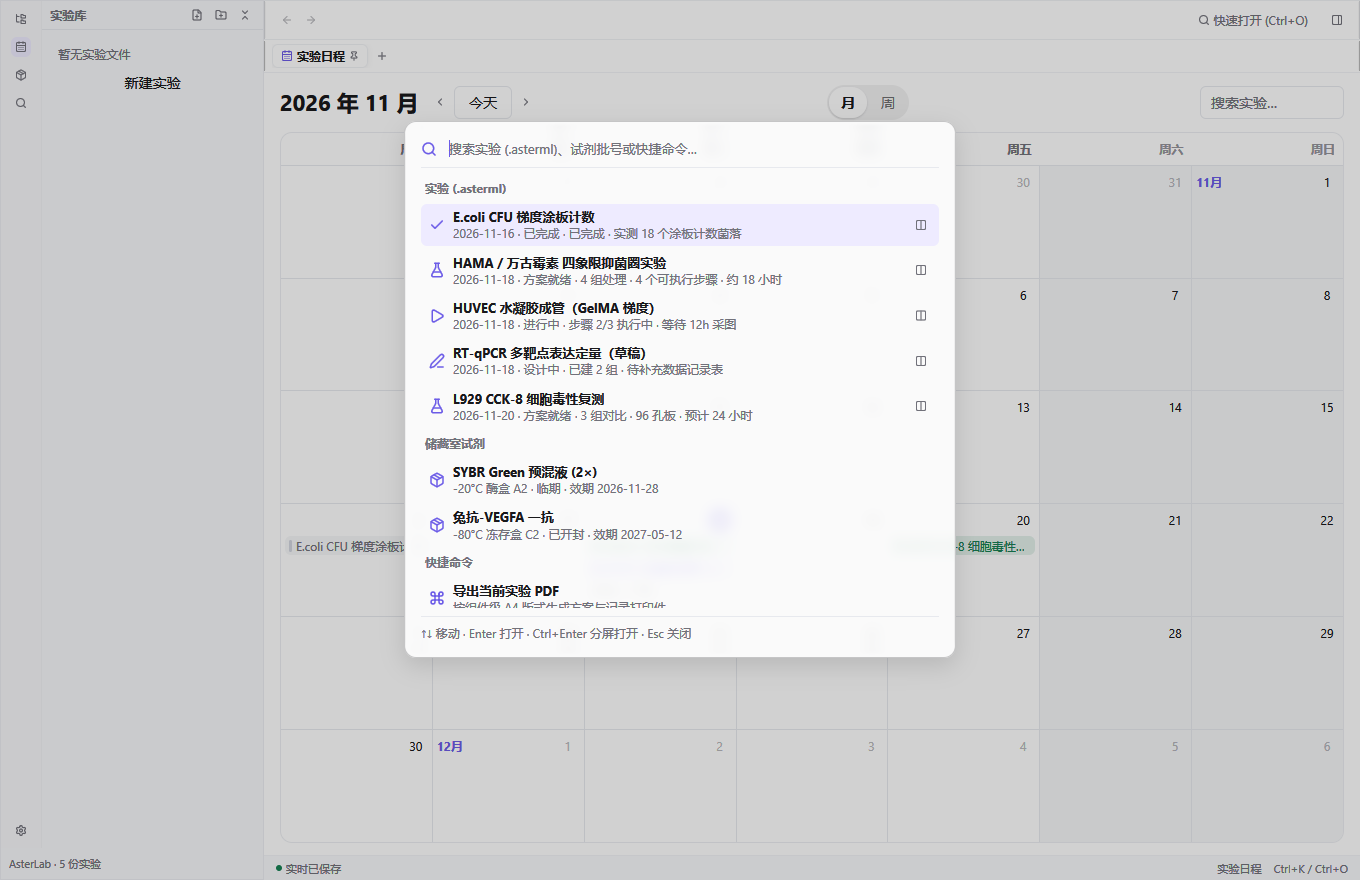 实验库
快速打开 (Ctrl+O)
暂无实验文件
新建实验
实验日程
2026 年 11 月
今天
月
周
搜索实验...
周五
周六
周日
30
31
11月
1
6
7
8
13
14
15
20
21
22
E.coli CFU 梯度涂板计
-8 细胞毒性...
27
28
29
30
12月
1
2
3
4
5
6
搜索实验 (.asterml)、试剂批号或快捷命令...
实验 (.asterml)
E.coli CFU 梯度涂板计数
2026-11-16 · 已完成 · 已完成 · 实测 18 个涂板计数菌落
HAMA / 万古霉素 四象限抑菌圈实验
2026-11-18 · 方案就绪 · 4 组处理 · 4 个可执行步骤 · 约 18 小时
HUVEC 水凝胶成管（GelMA 梯度）
2026-11-18 · 进行中 · 步骤 2/3 执行中 · 等待 12h 采图
RT-qPCR 多靶点表达定量（草稿）
2026-11-18 · 设计中 · 已建 2 组 · 待补充数据记录表
L929 CCK-8 细胞毒性复测
2026-11-20 · 方案就绪 · 3 组对比 · 96 孔板 · 预计 24 小时
储藏室试剂
SYBR Green 预混液 (2×)
-20°C 酶盒 A2 · 临期 · 效期 2026-11-28
兔抗-VEGFA 一抗
-80°C 冻存盒 C2 · 已开封 · 效期 2027-05-12
快捷命令
导出当前实验 PDF
按组件级 A4 版式生成方案与记录打印件
↑↓ 移动 · Enter 打开 · Ctrl+Enter 分屏打开 · Esc 关闭
AsterLab · 5 份实验
实时已保存
实验日程
Ctrl+K / Ctrl+O